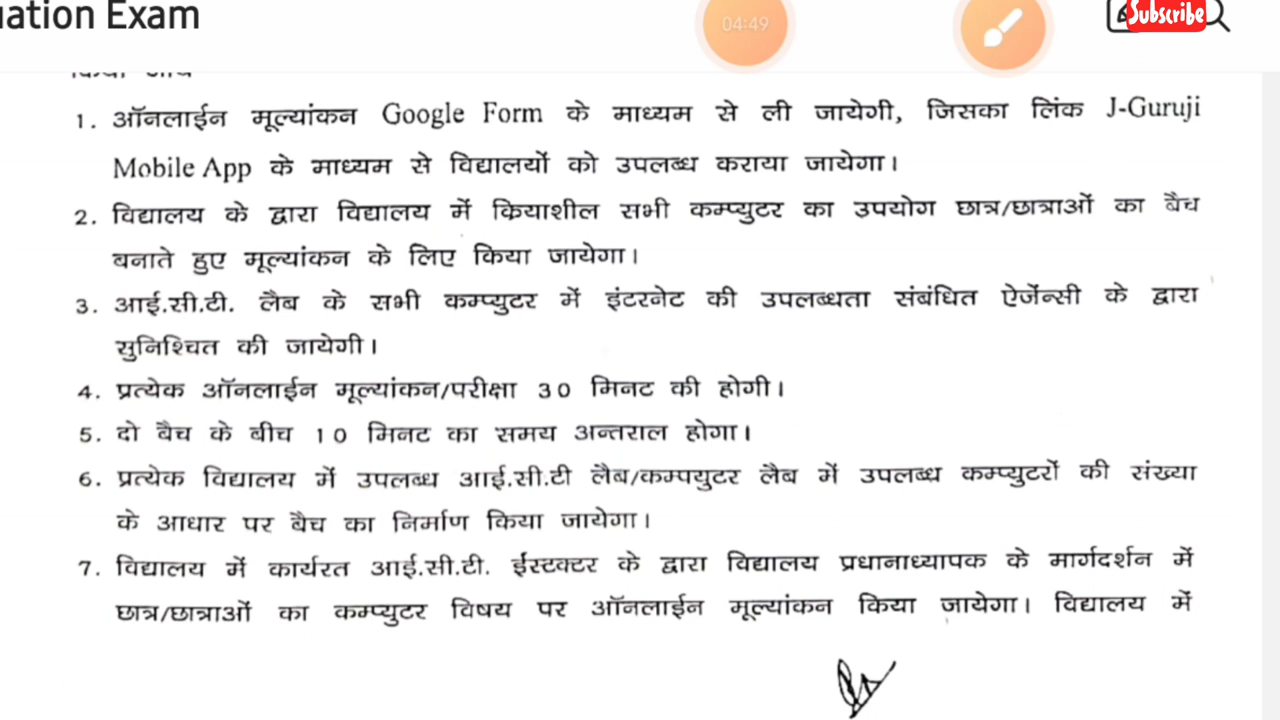 uation Exam
04:49
Subscribe
किया जाय
1. ऑनलाईन मूल्यांकन Google Form के माध्यम से ली जायेगी, जिसका लिंक J-Guruji
Mobile App के माध्यम से विद्यालयों को उपलब्ध कराया जायेगा।
2. विद्यालय के द्वारा विद्यालय में क्रियाशील सभी कम्प्युटर का उपयोग छात्र/छात्राओं का बैच
बनाते हुए मूल्यांकन के लिए किया जायेगा।
3. आई.सी.टी. लैब के सभी कम्प्युटर में इंटरनेट की उपलब्धता संबंधित ऐजेंन्सी के द्वारा
सुनिश्चित की जायेगी।
4. प्रत्येक ऑनलाईन मूल्यांकन/परीक्षा 30 मिनट की होगी।
5. दो बैच के बीच 10 मिनट का समय अन्तराल होगा।
6. प्रत्येक विद्यालय में उपलब्ध आई.सी.टी लैब/कम्पयुटर लैब में उपलब्ध कम्प्युटरों की संख्या
के आधार पर बैच का निर्माण किया जायेगा।
7. विद्यालय में कार्यरत आई.सी.टी. ईंस्टक्टर के द्वारा विद्यालय प्रधानाध्यापक के मार्गदर्शन में
छात्र/छात्राओं का कम्प्युटर विषय पर ऑनलाईन मूल्यांकन किया जायेगा। विद्यालय में